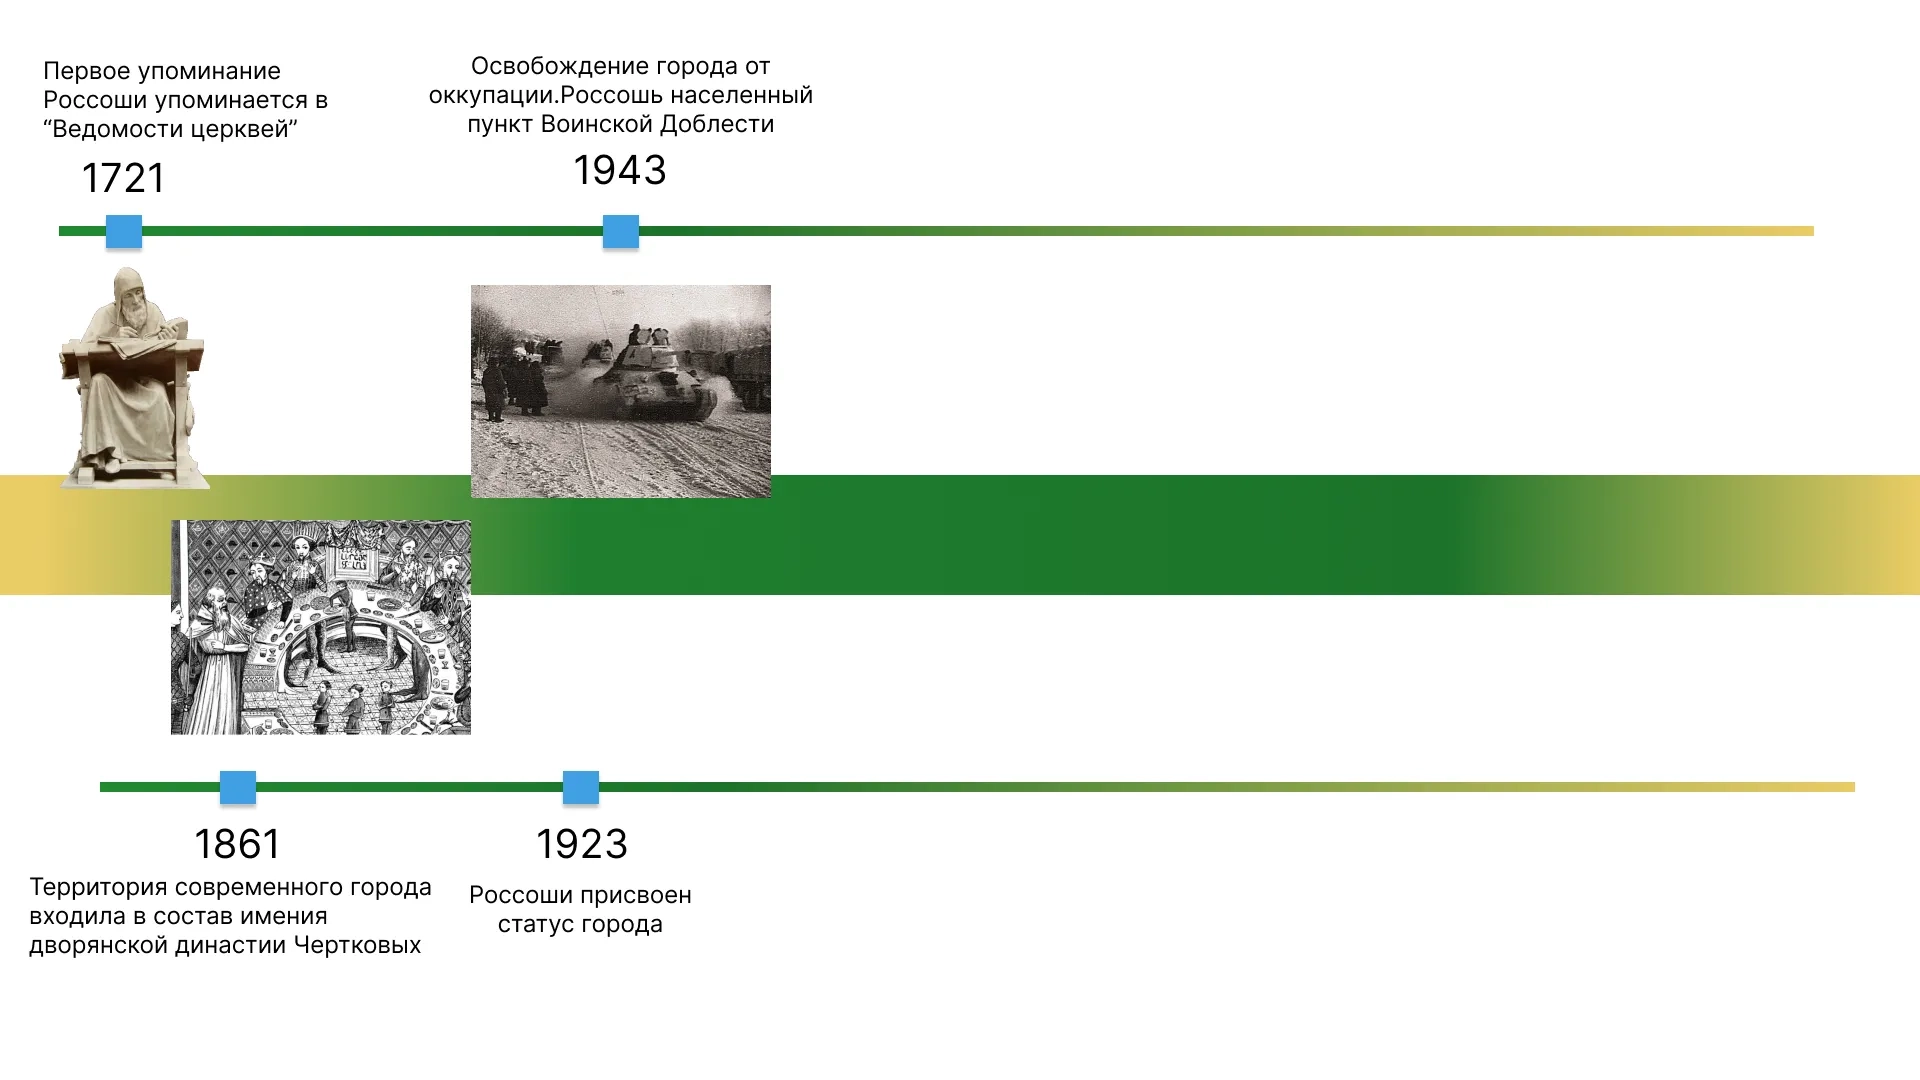 Первое упоминание
Россоши упоминается в
“Ведомости церквей”
1721
Освобождение города от
оккупации.Россошь населенный
пункт Воинской Доблести
1943
1861
Территория современного города
входила в состав имения
дворянской династии Чертковых
1923
Россоши присвоен
статус города